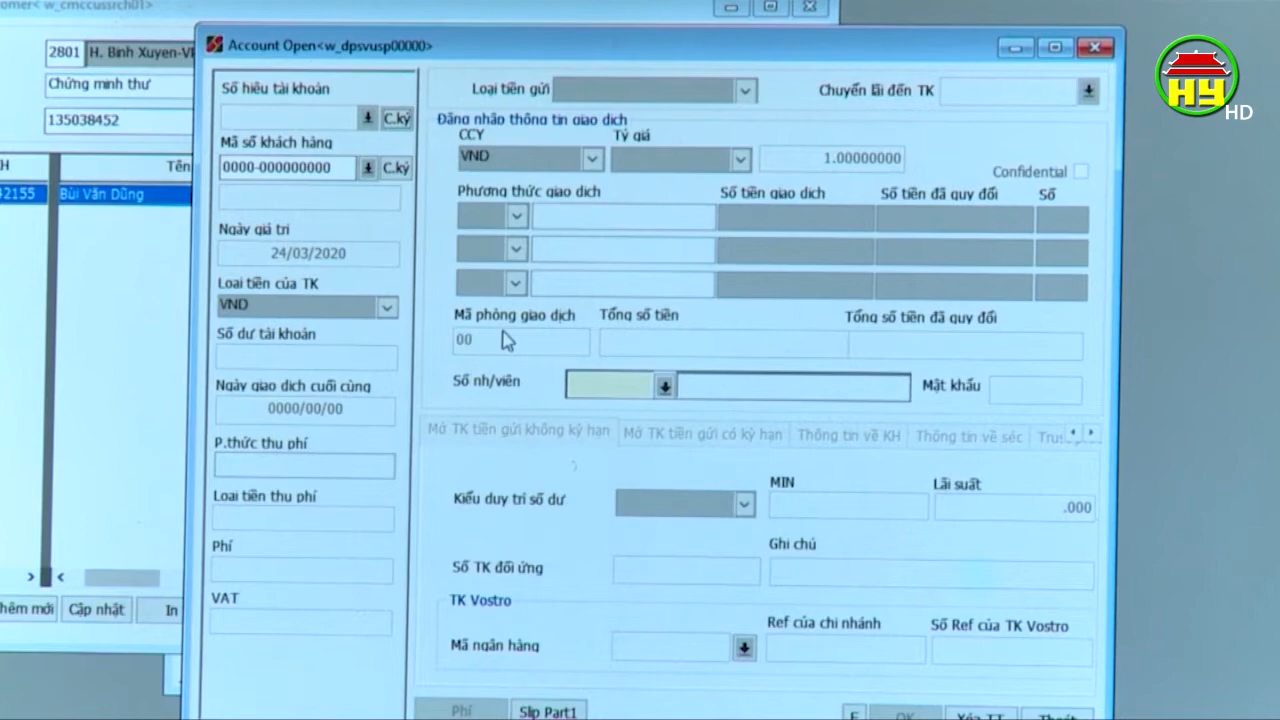 Account Open<w_dpsvusp00000>
2801 H. Binh Xuyen-VP
Chứng minh thư
135038452
Tên
42155 Bùi Văn Dũng
Cập nhật In
Số hiệu tài khoản
C.ký
Mã số khách hàng
0000-000000000 C.ký
Ngày giá trị
24/03/2020
Loại tiền của TK
VND
Số dư tài khoản
Ngày giao dịch cuối cùng
0000/00/00
P.thức thu phí
Loại tiền thu phí
Phí
VAT
Loại tiền gửi Chuyển lãi đến TK
Đăng nhập thông tin giao dịch
CCY Tỷ giá
VND 1.00000000
Confidential
Phương thức giao dịch Số tiền giao dịch Số tiền đã quy đổi Số
Mã phòng giao dịch Tổng số tiền Tổng số tiền đã quy đổi
00
Số nh/viên Mật khẩu
Mở TK tiền gửi không kỳ hạn Mở TK tiền gửi có kỳ hạn Thông tin về KH Thông tin về séc
Kiểu duy trì số dư MIN Lãi suất
.000
Ghi chú
Số TK đối ứng
TK Vostro
Ref của chi nhánh Số Ref của TK Vostro
Mã ngân hàng
Phí Slip Part1 F OK Xóa TT Thoát
HY HD